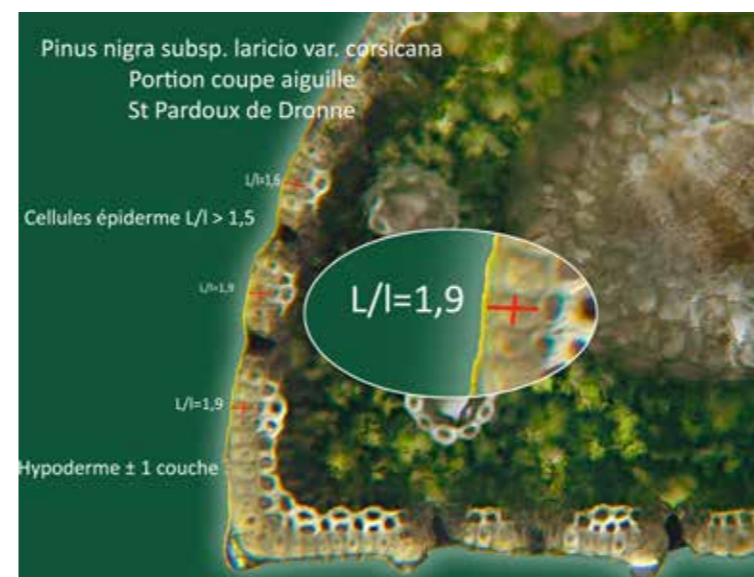 Pinus nigra subsp. laricio var. corsicana
Portion coupe aiguille
St Pardoux de Dronne
L/l=1,6
Cellules épiderme L/l > 1,5
L/l=1,9
L/l=1,9
L/l=1,9
Hypoderme ± 1 couche